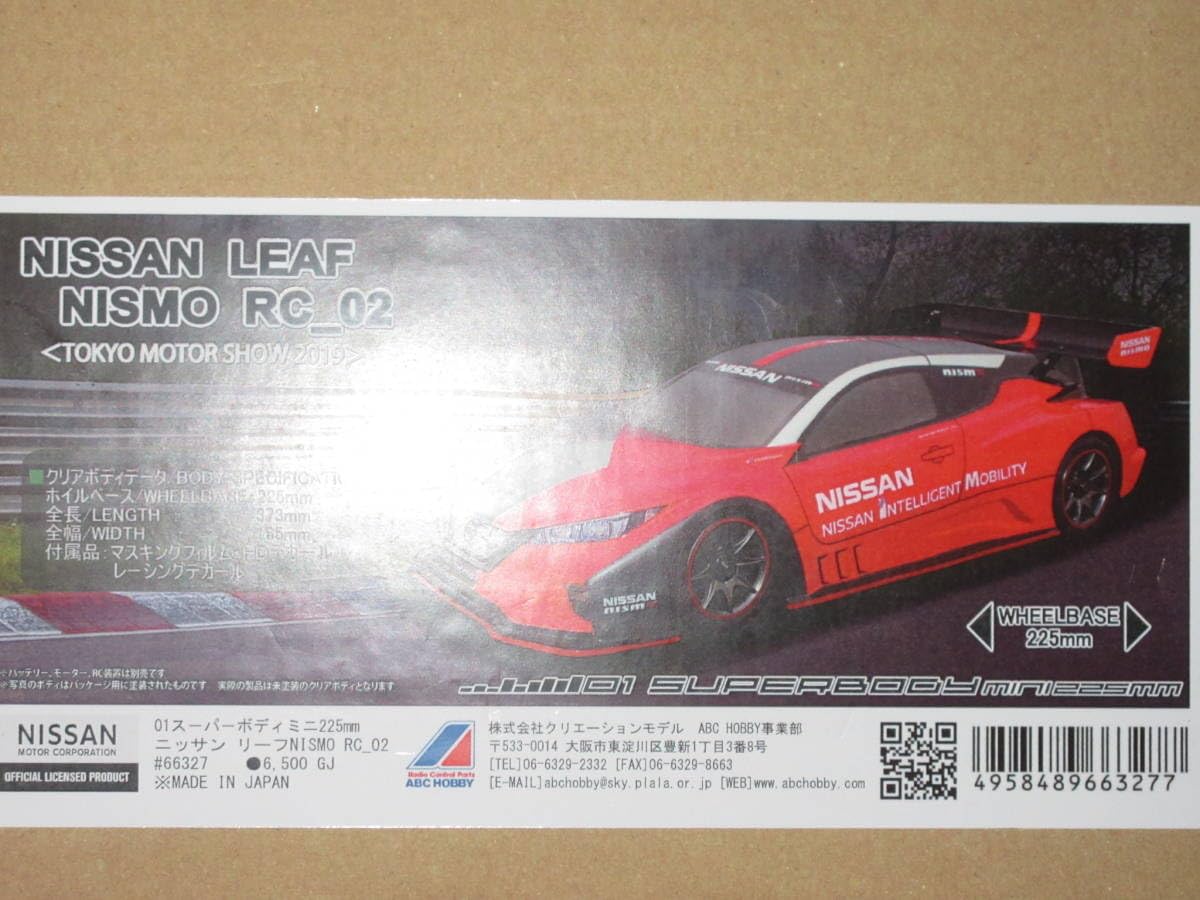 NISSAN LEAF
NISMO RC_02
<TOKYO MOTOR SHOW 2019>
■クリアボディデータ/BODY SPECIFICATI
ホイルベース/WHEELBASE 225mm
全長/LENGTH 373mm
全幅/WIDTH 85mm
付属品:マスキングフィルム
レーシングデカール
※バッテリー、モーター、RC装置は別売です
※写真のボディはパッケージ用に塗装されたものです 実際の製品は未塗装のクリアボディとなります
NISSAN nismo
nismo
NISSAN
nismo
NISSAN
NISSAN INTELLIGENT MOBILITY
NISSAN
nismo
WHEELBASE
225mm
01 SUPERBODY mini 225mm
NISSAN
MOTOR CORPORATION
OFFICIAL LICENSED PRODUCT
01スーパーボディミニ225mm
ニッサン リーフNISMO RC_02
#66327 ●6,500 GJ
※MADE IN JAPAN
Radio Control Parts
ABC HOBBY
株式会社クリエーションモデル ABC HOBBY事業部
〒533-0014 大阪市東淀川区豊新1丁目3番8号
[TEL]06-6329-2332 [FAX]06-6329-8663
[E-MAIL]abchobby@sky.plala.or.jp [WEB]www.abchobby.com
4958489663277